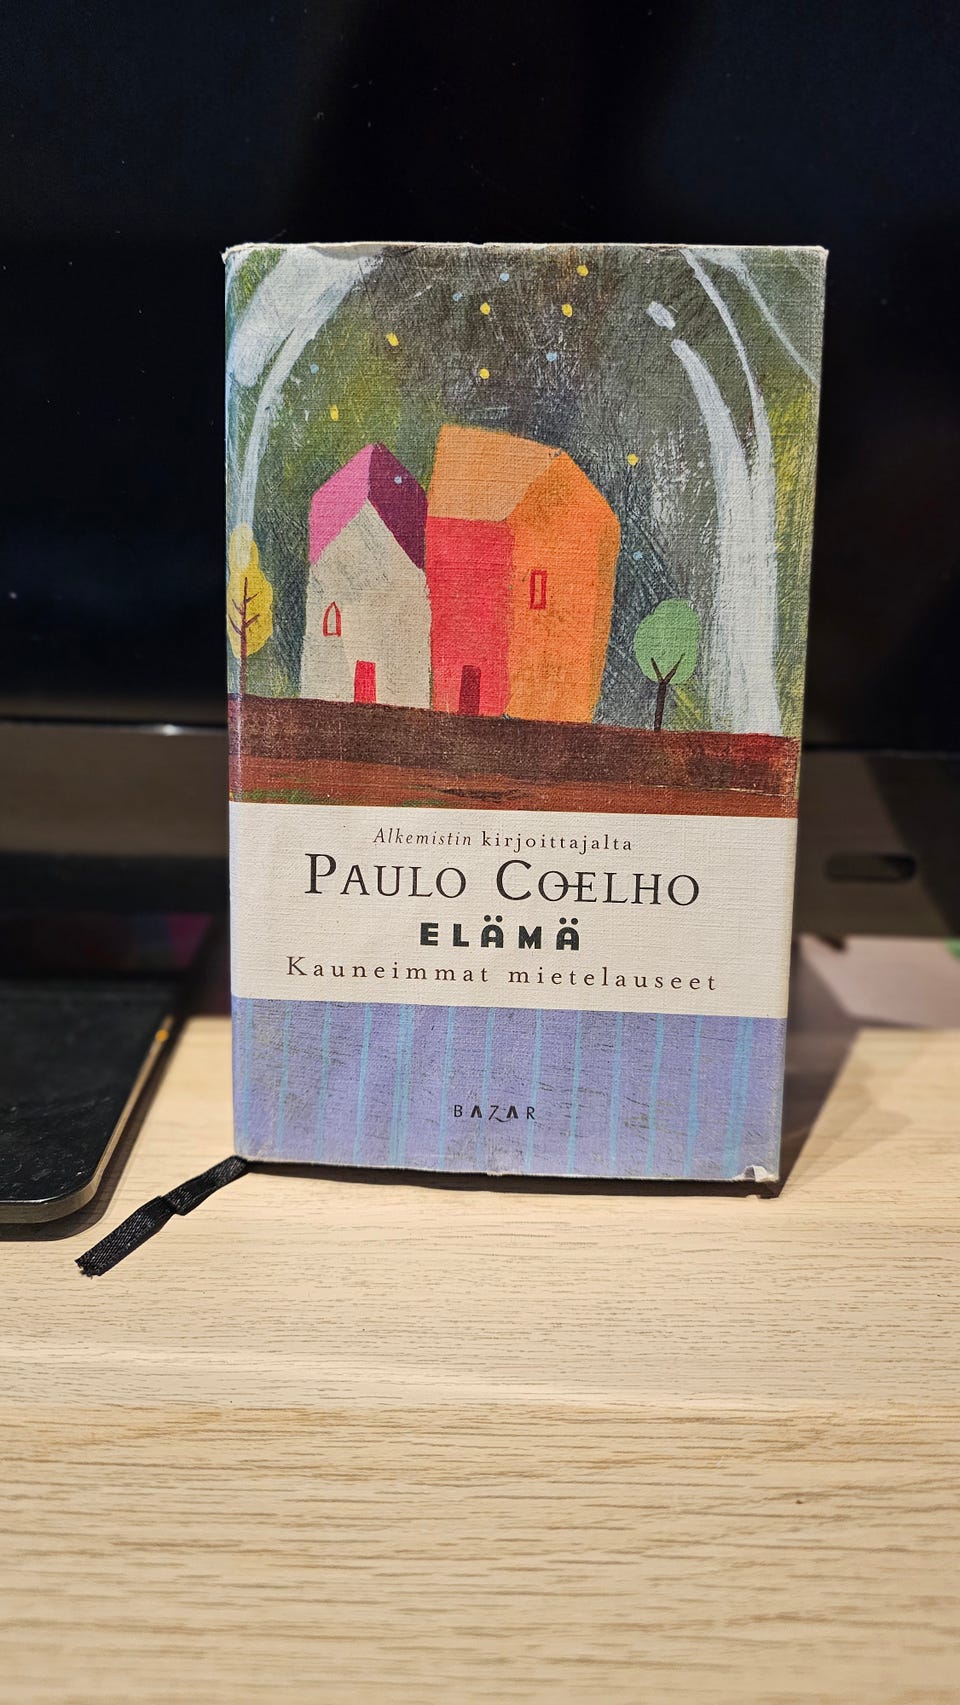 Alkemistin kirjoittajalta
PAULO COELHO
ELÄMÄ
Kauneimmat mietelauseet
BAZAR